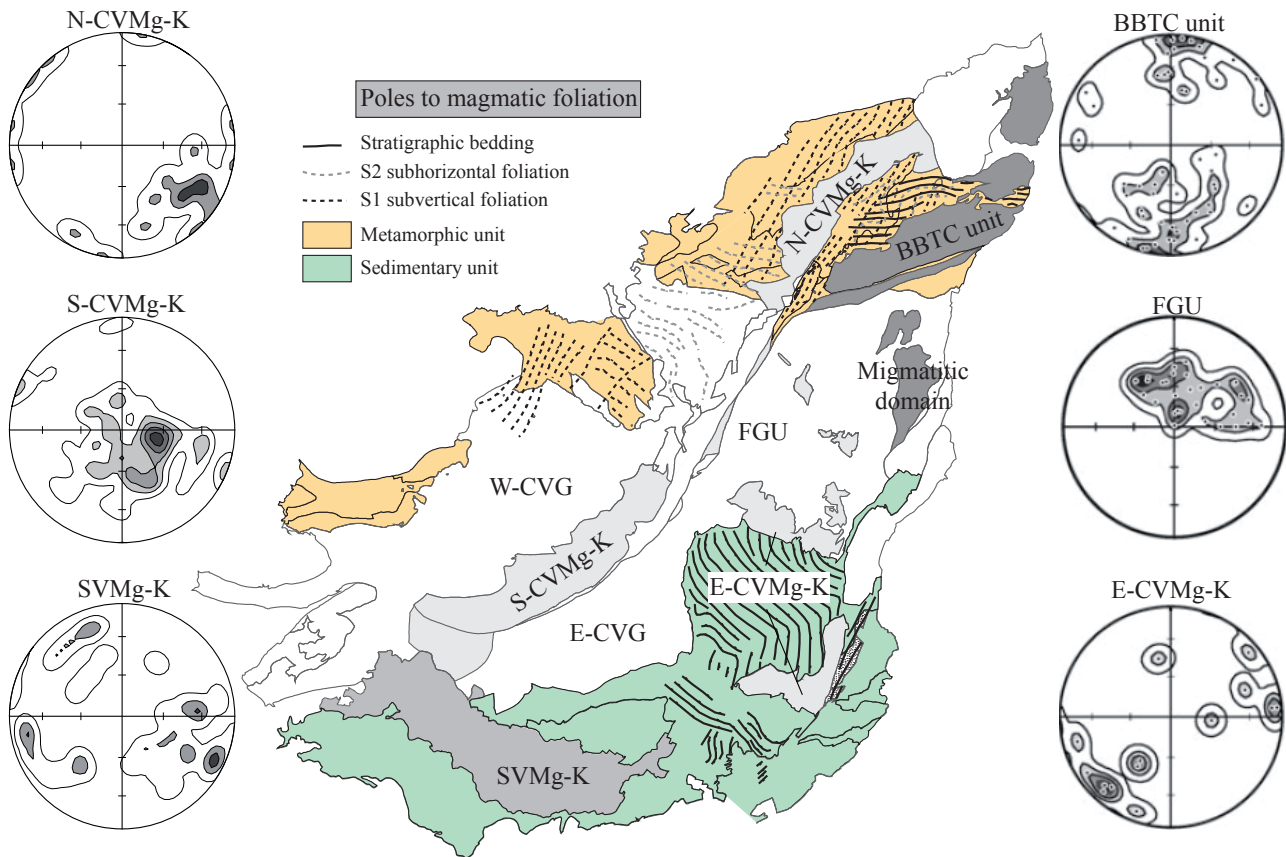 N-CVMg-K
S-CVMg-K
SVMg-K
Poles to magmatic foliation
Stratigraphic bedding
S2 subhorizontal foliation
S1 subvertical foliation
Metamorphic unit
Sedimentary unit
N-CVMg-K
BBTC unit
Migmatitic
domain
FGU
W-CVG
S-CVMg-K
E-CVMg-K
E-CVG
SVMg-K
BBTC unit
FGU
E-CVMg-K